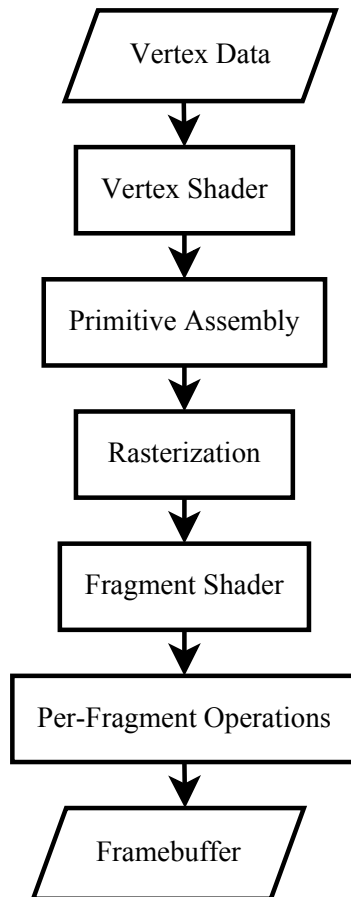 Vertex Data
Vertex Shader
Primitive Assembly
Rasterization
Fragment Shader
Per-Fragment Operations
Framebuffer